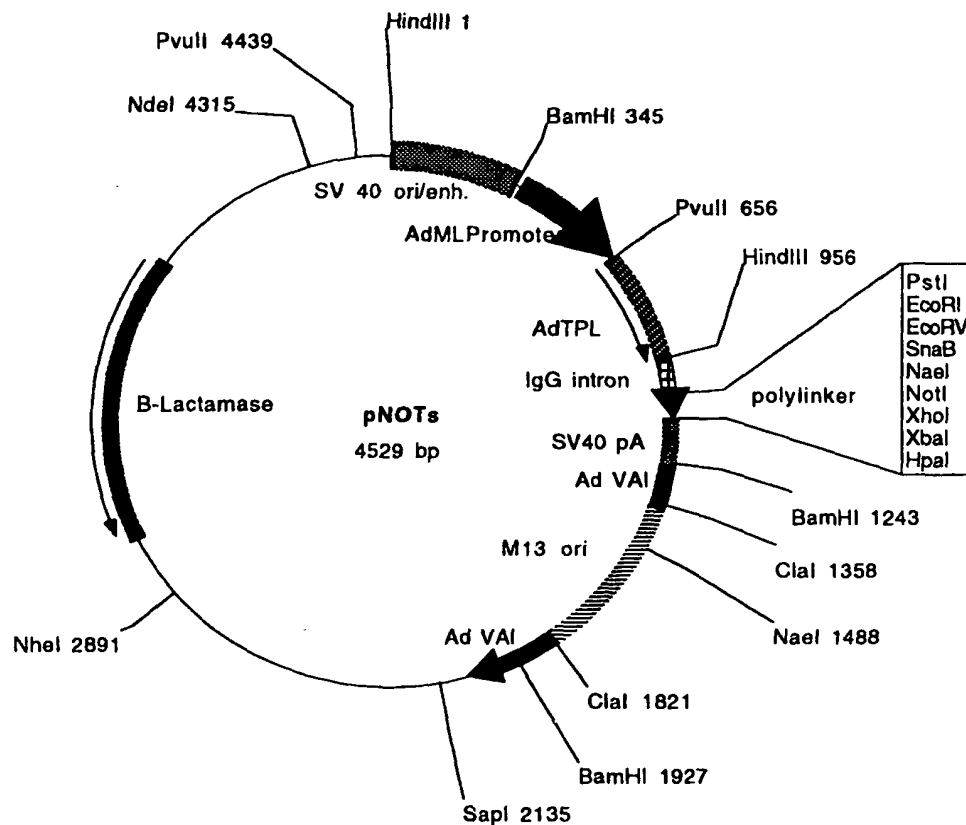 HindIII 1
PvuII 4439
NdeI 4315
BamHI 345
SV 40 ori/enh.
AdMLPromote
PvuII 656
HindIII 956
PstI
EcoRI
EcoRV
SnaB
NaeI
NotI
XhoI
XbaI
HpaI
AdTPL
IgG intron
polylinker
B-Lactamase
pNOTs
4529 bp
SV40 pA
Ad VAI
BamHI 1243
M13 ori
ClaI 1358
NaeI 1488
NheI 2891
Ad VAI
ClaI 1821
BamHI 1927
SapI 2135